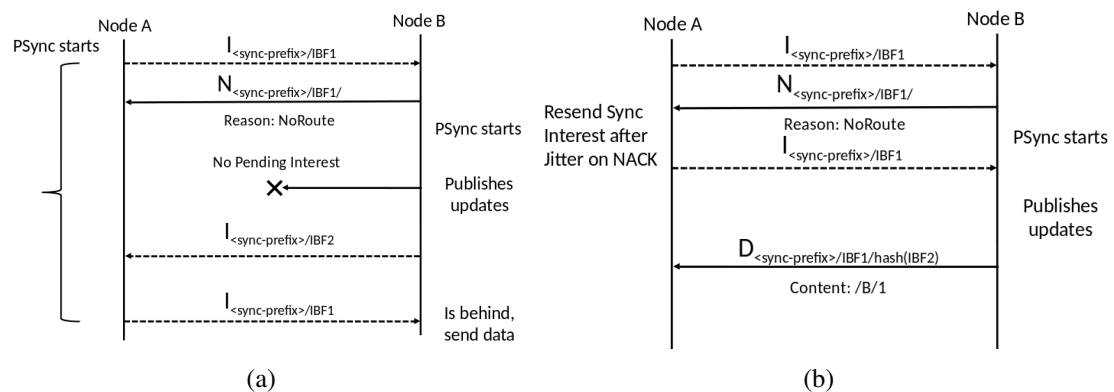 Node A
Node B
PSync starts
I<sync-prefix>/IBF1
N<sync-prefix>/IBF1/
Reason: NoRoute
PSync starts
No Pending Interest
Publishes
updates
I<sync-prefix>/IBF2
I<sync-prefix>/IBF1
Is behind,
send data
(a)
Node A
Node B
I<sync-prefix>/IBF1
N<sync-prefix>/IBF1/
Resend Sync
Interest after
Jitter on NACK
Reason: NoRoute
PSync starts
I<sync-prefix>/IBF1
Publishes
updates
D<sync-prefix>/IBF1/hash(IBF2)
Content: /B/1
(b)